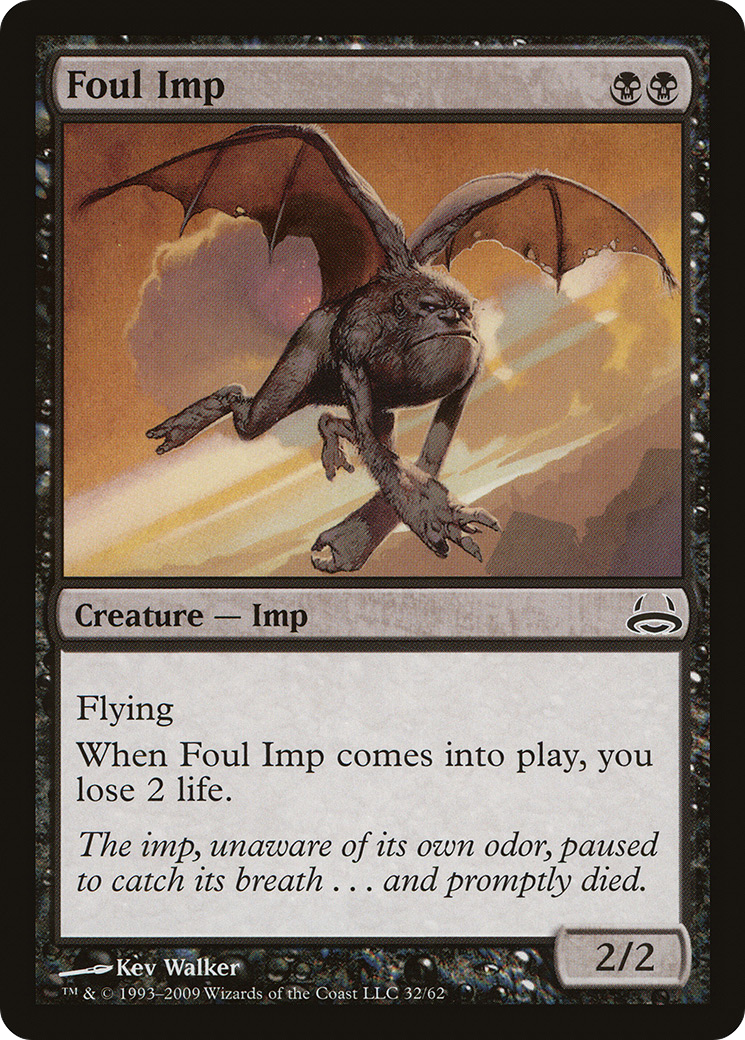 Foul Imp
Creature — Imp
Flying
When Foul Imp comes into play, you
lose 2 life.
The imp, unaware of its own odor, paused
to catch its breath . . . and promptly died.
2/2
Kev Walker
™ & © 1993–2009 Wizards of the Coast LLC 32/62